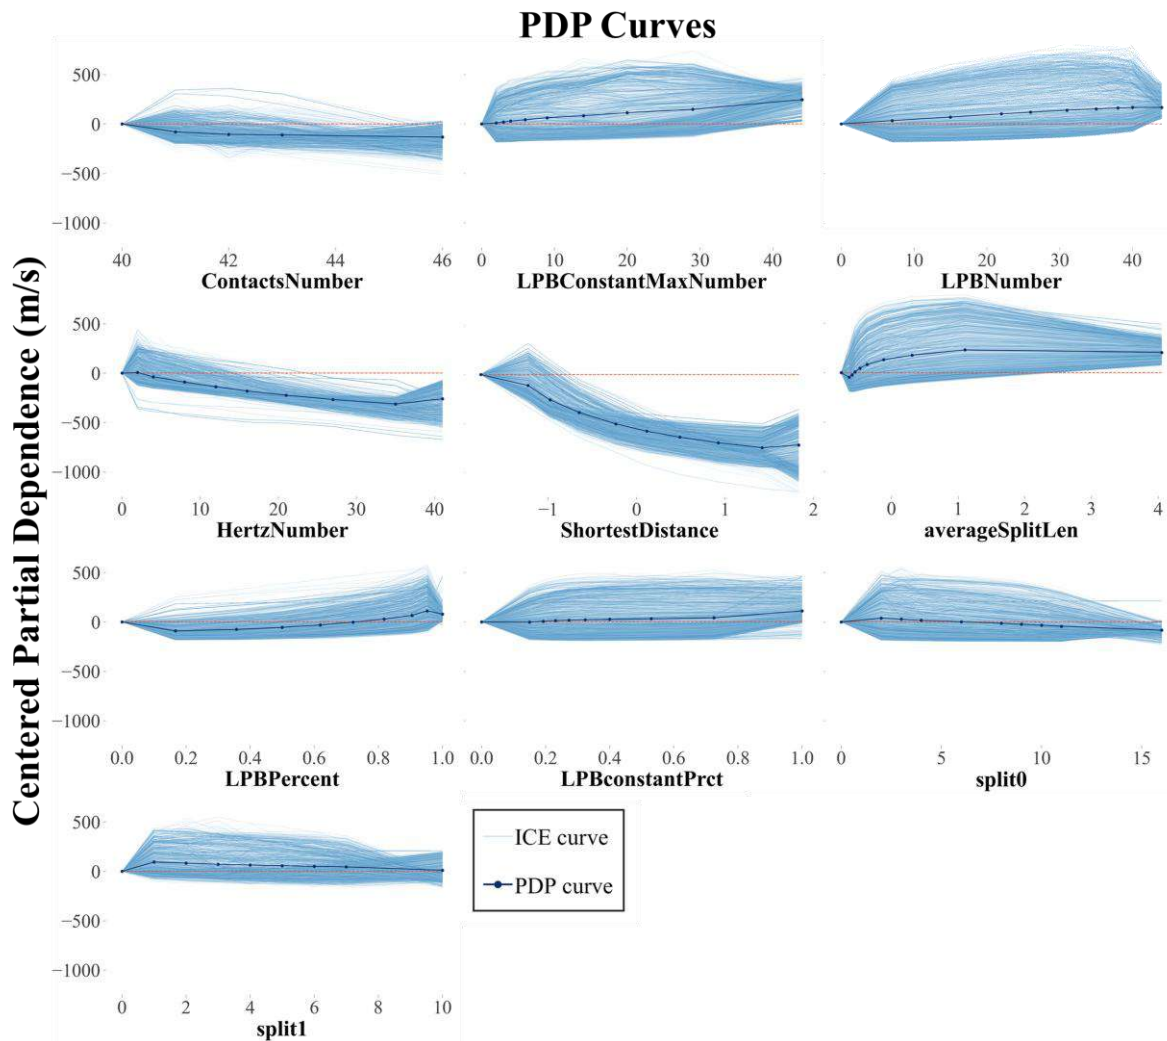 PDP Curves
Centered Partial Dependence (m/s)
500
0
−500
−1000
40 42 44 46
ContactsNumber
0 10 20 30 40
LPBConstantMaxNumber
0 10 20 30 40
LPBNumber
500
0
−500
−1000
0 10 20 30 40
HertzNumber
−1 0 1 2
ShortestDistance
0 1 2 3 4
averageSplitLen
500
0
−500
−1000
0.0 0.2 0.4 0.6 0.8 1.0
LPBPercent
0.0 0.2 0.4 0.6 0.8 1.0
LPBconstantPrct
0 5 10 15
split0
500
0
−500
−1000
0 2 4 6 8 10
split1
ICE curve
PDP curve